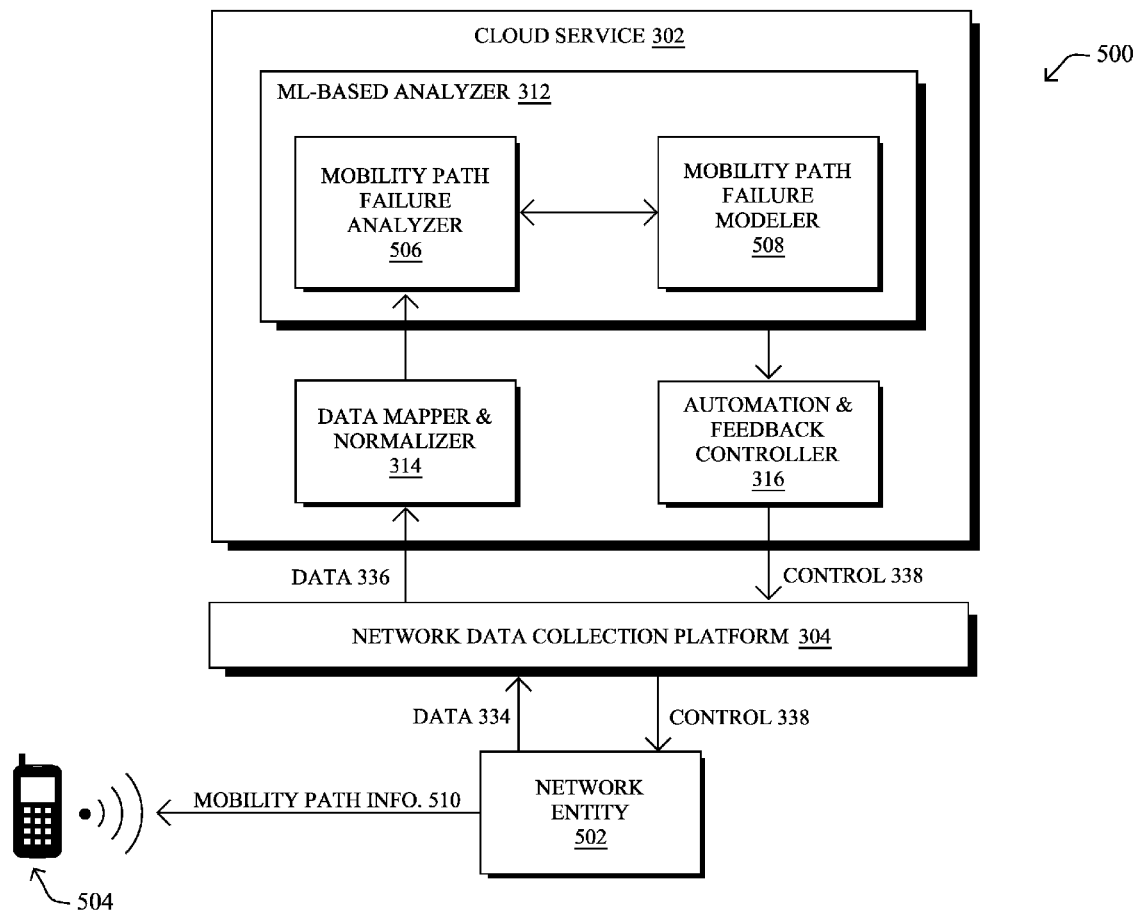 CLOUD SERVICE 302
500
ML-BASED ANALYZER 312
MOBILITY PATH
FAILURE
ANALYZER
506
MOBILITY PATH
FAILURE
MODELER
508
DATA MAPPER &
NORMALIZER
314
AUTOMATION &
FEEDBACK
CONTROLLER
316
DATA 336
CONTROL 338
NETWORK DATA COLLECTION PLATFORM 304
DATA 334
CONTROL 338
NETWORK
ENTITY
502
MOBILITY PATH INFO. 510
504